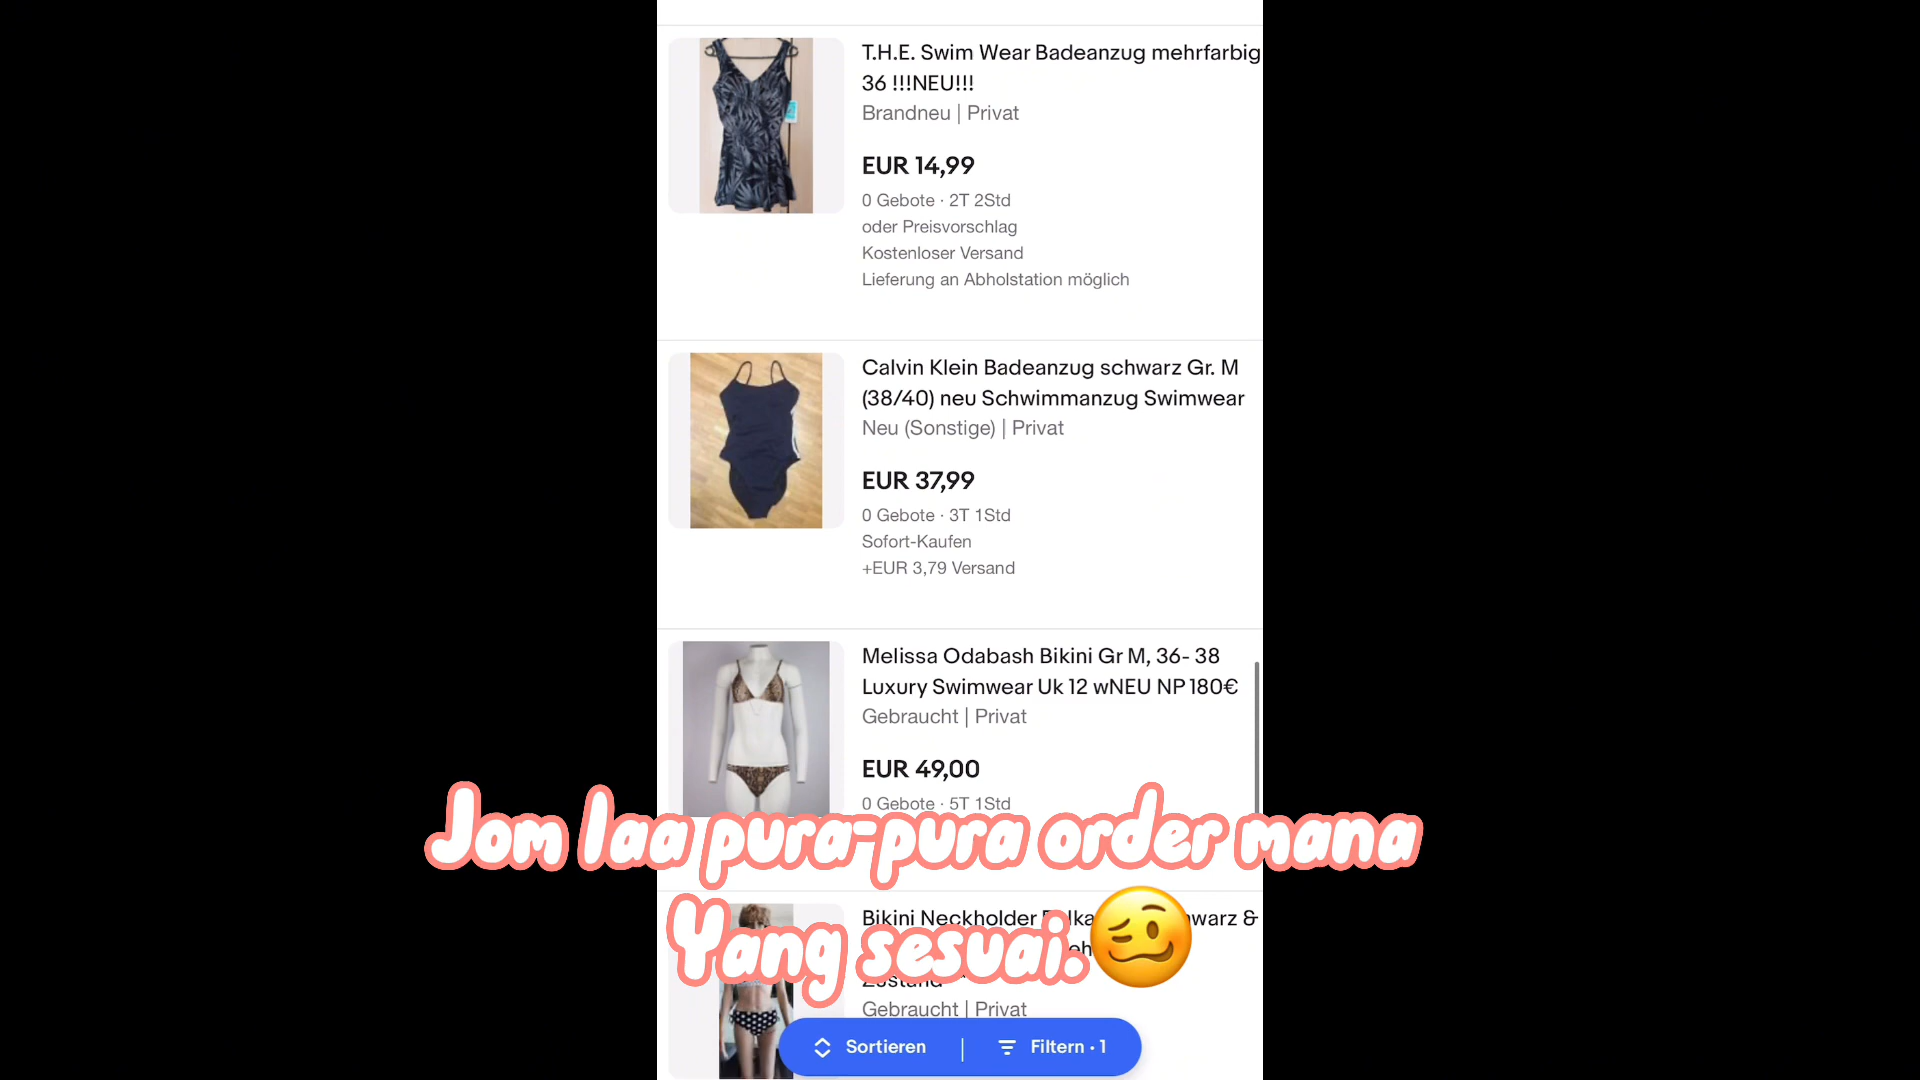 T.H.E. Swim Wear Badeanzug mehrfarbig
36 !!!NEU!!!
Brandneu | Privat
EUR 14,99
0 Gebote · 2T 2Std
oder Preisvorschlag
Kostenloser Versand
Lieferung an Abholstation möglich
Calvin Klein Badeanzug schwarz Gr. M
(38/40) neu Schwimmanzug Swimwear
Neu (Sonstige) | Privat
EUR 37,99
0 Gebote · 3T 1Std
Sofort-Kaufen
+EUR 3,79 Versand
Melissa Odabash Bikini Gr M, 36- 38
Luxury Swimwear Uk 12 wNEU NP 180€
Gebraucht | Privat
EUR 49,00
0 Gebote · 5T 1Std
Jom laa pura-pura order mana
Yang sesuai.🥴
Bikini Neckholder &
Gebraucht | Privat
Sortieren | Filtern · 1